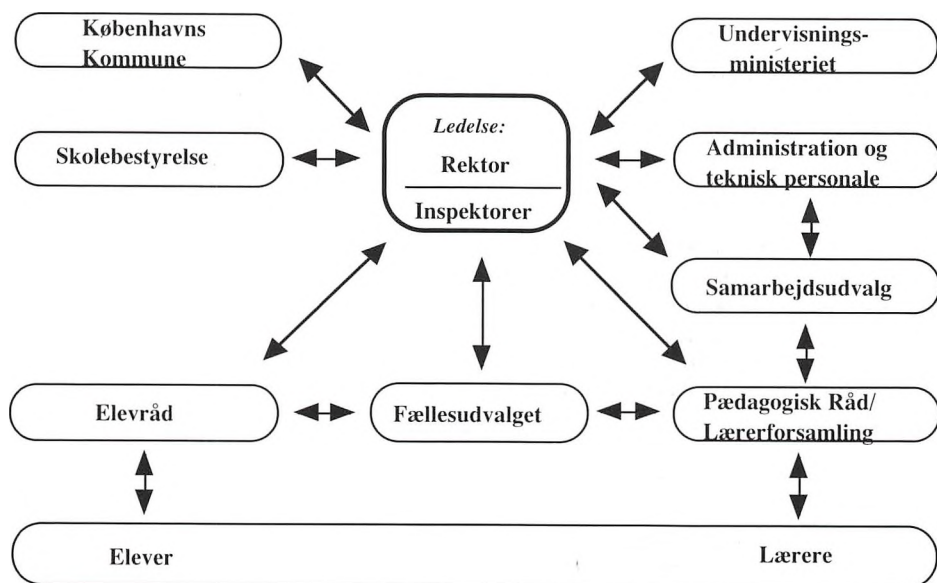 Københavns
Kommune
Undervisnings-
ministeriet
Ledelse:
Rektor
Inspektorer
Skolebestyrelse
Administration og
teknisk personale
Samarbejdsudvalg
Elevråd
Fællesudvalget
Pædagogisk Råd/
Lærerforsamling
Elever
Lærere